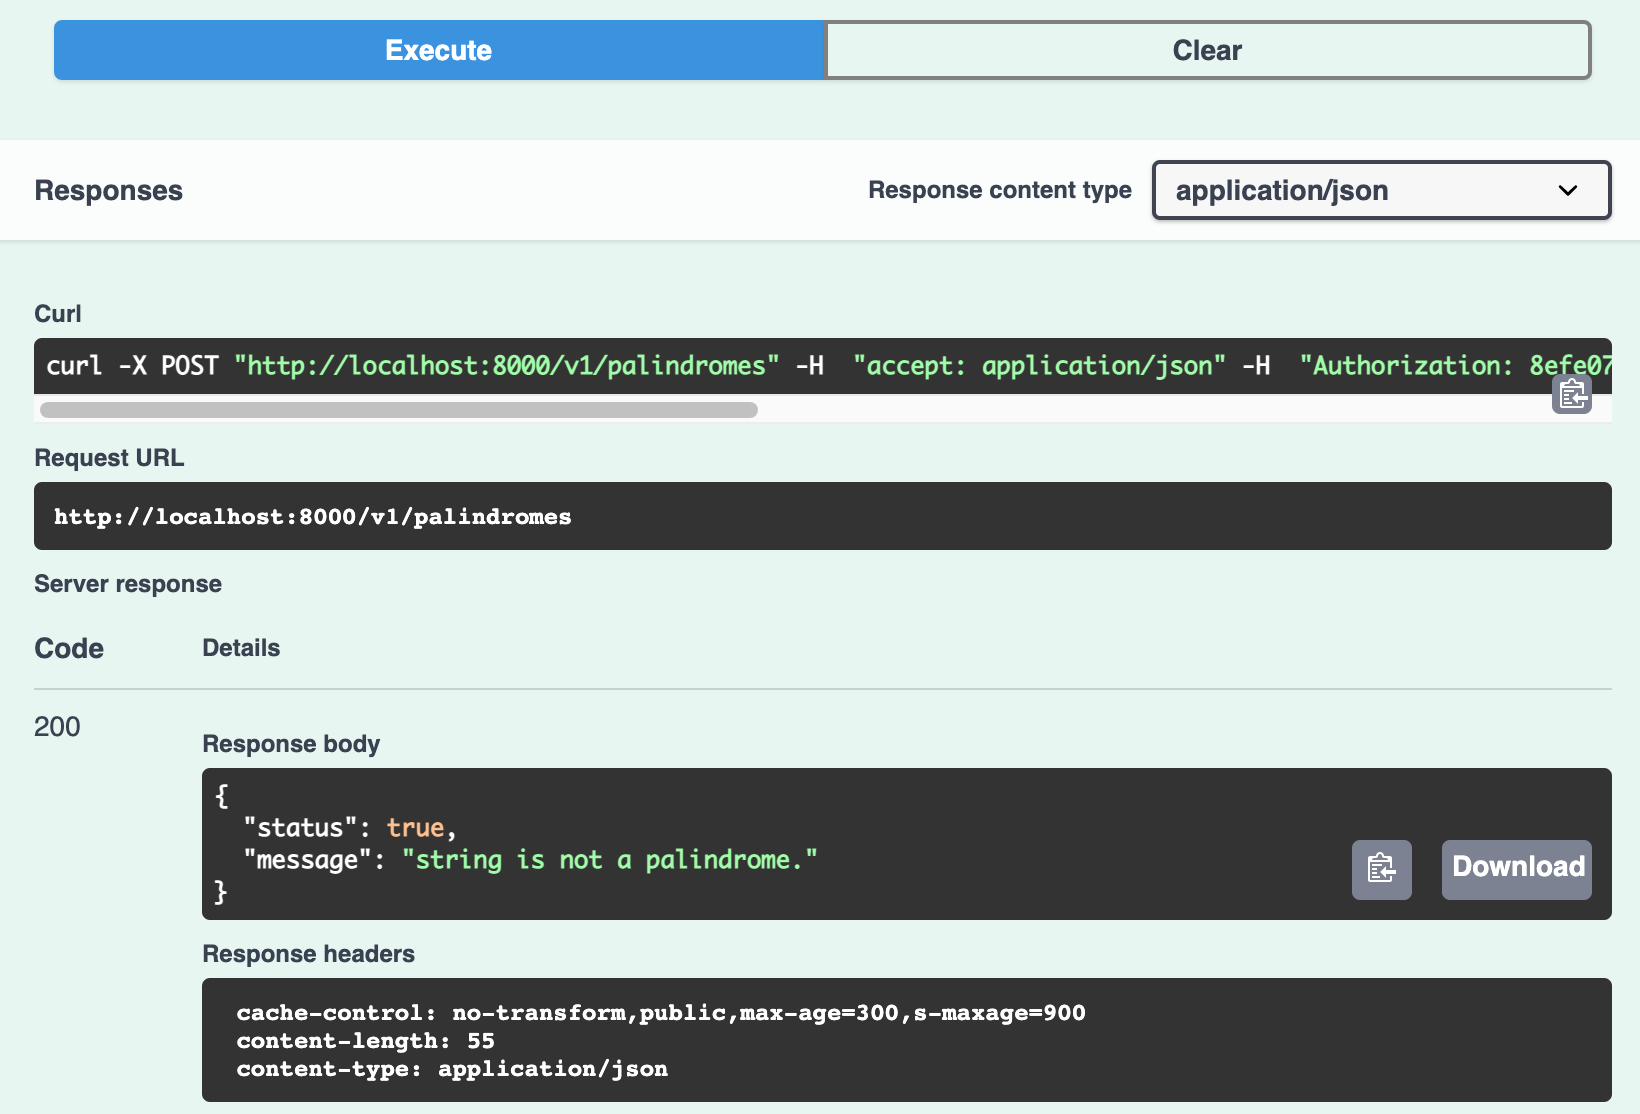 Execute
Clear
Responses
Response content type
application/json
Curl
curl -X POST "http://localhost:8000/v1/palindromes" -H  "accept: application/json" -H  "Authorization: 8efe07
Request URL
http://localhost:8000/v1/palindromes
Server response
Code
Details
200
Response body
{
  "status": true,
  "message": "string is not a palindrome."
}
Download
Response headers
cache-control: no-transform,public,max-age=300,s-maxage=900
content-length: 55
content-type: application/json